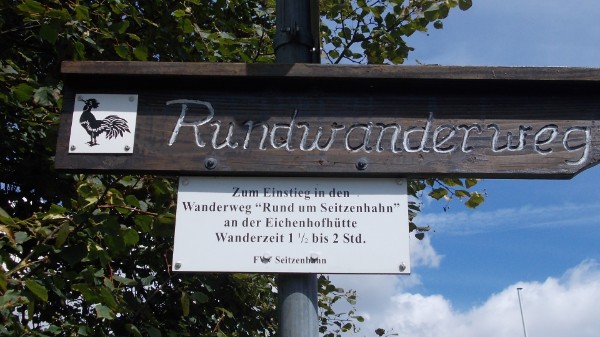 Rundwanderweg
Zum Einstieg in den
Wanderweg "Rund um Seitzenhahn"
an der Eichenhofhütte
Wanderzeit 1 ½ bis 2 Std.
Seitzenhahn